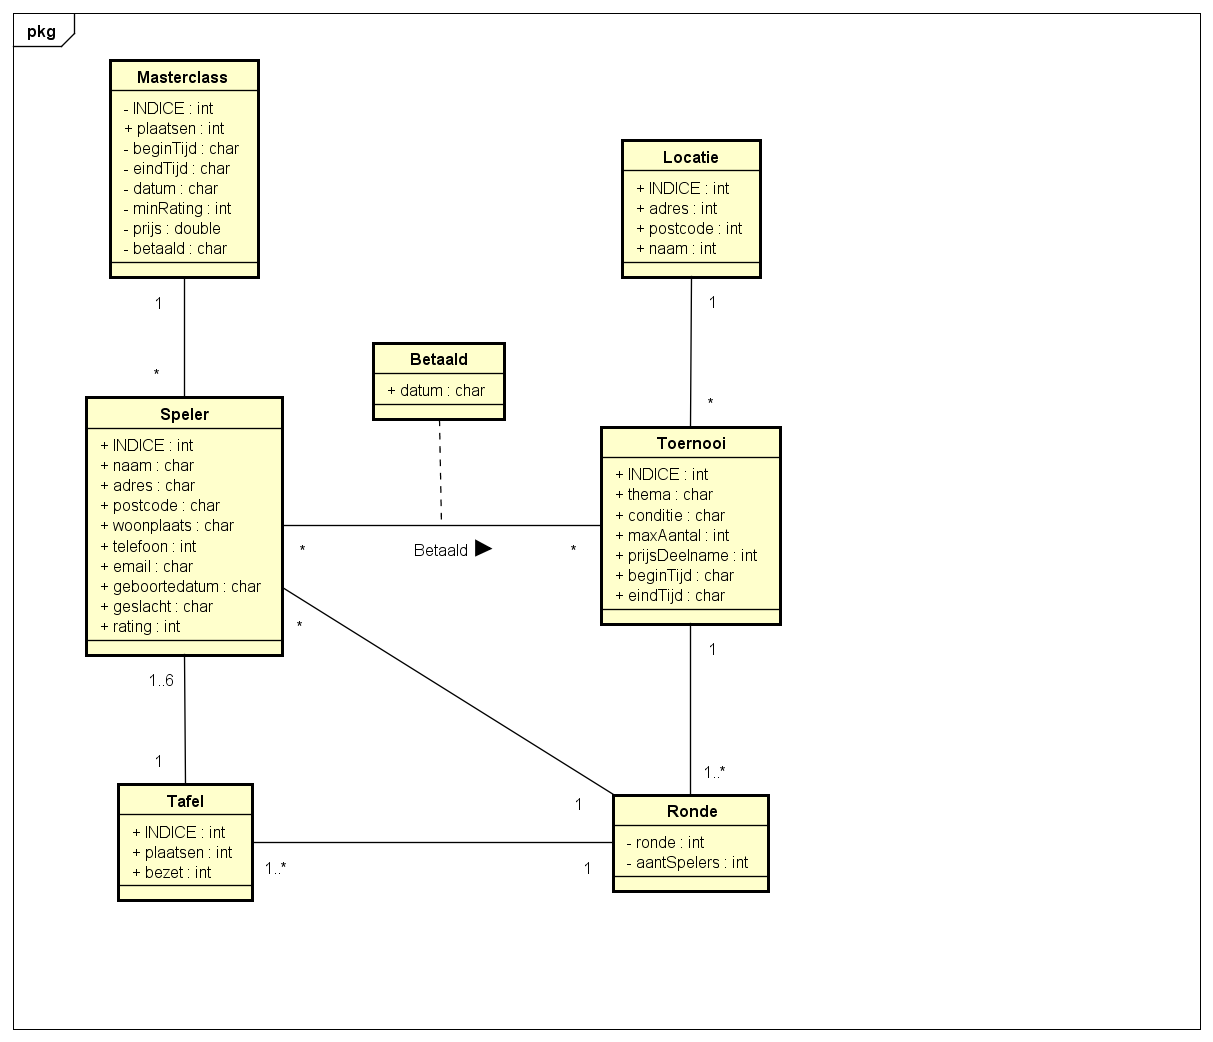 pkg
Masterclass
- INDICE : int
+ plaatsen : int
- beginTijd : char
- eindTijd : char
- datum : char
- minRating : int
- prijs : double
- betaald : char
1
*
Locatie
+ INDICE : int
+ adres : int
+ postcode : int
+ naam : int
1
*
Betaald
+ datum : char
Speler
+ INDICE : int
+ naam : char
+ adres : char
+ postcode : char
+ woonplaats : char
+ telefoon : int
+ email : char
+ geboortedatum : char
+ geslacht : char
+ rating : int
* Betaald ► *
Toernooi
+ INDICE : int
+ thema : char
+ conditie : char
+ maxAantal : int
+ prijsDeelname : int
+ beginTijd : char
+ eindTijd : char
*
1
1..6
1
1
1..*
Tafel
+ INDICE : int
+ plaatsen : int
+ bezet : int
1..*
1
Ronde
- ronde : int
- aantSpelers : int